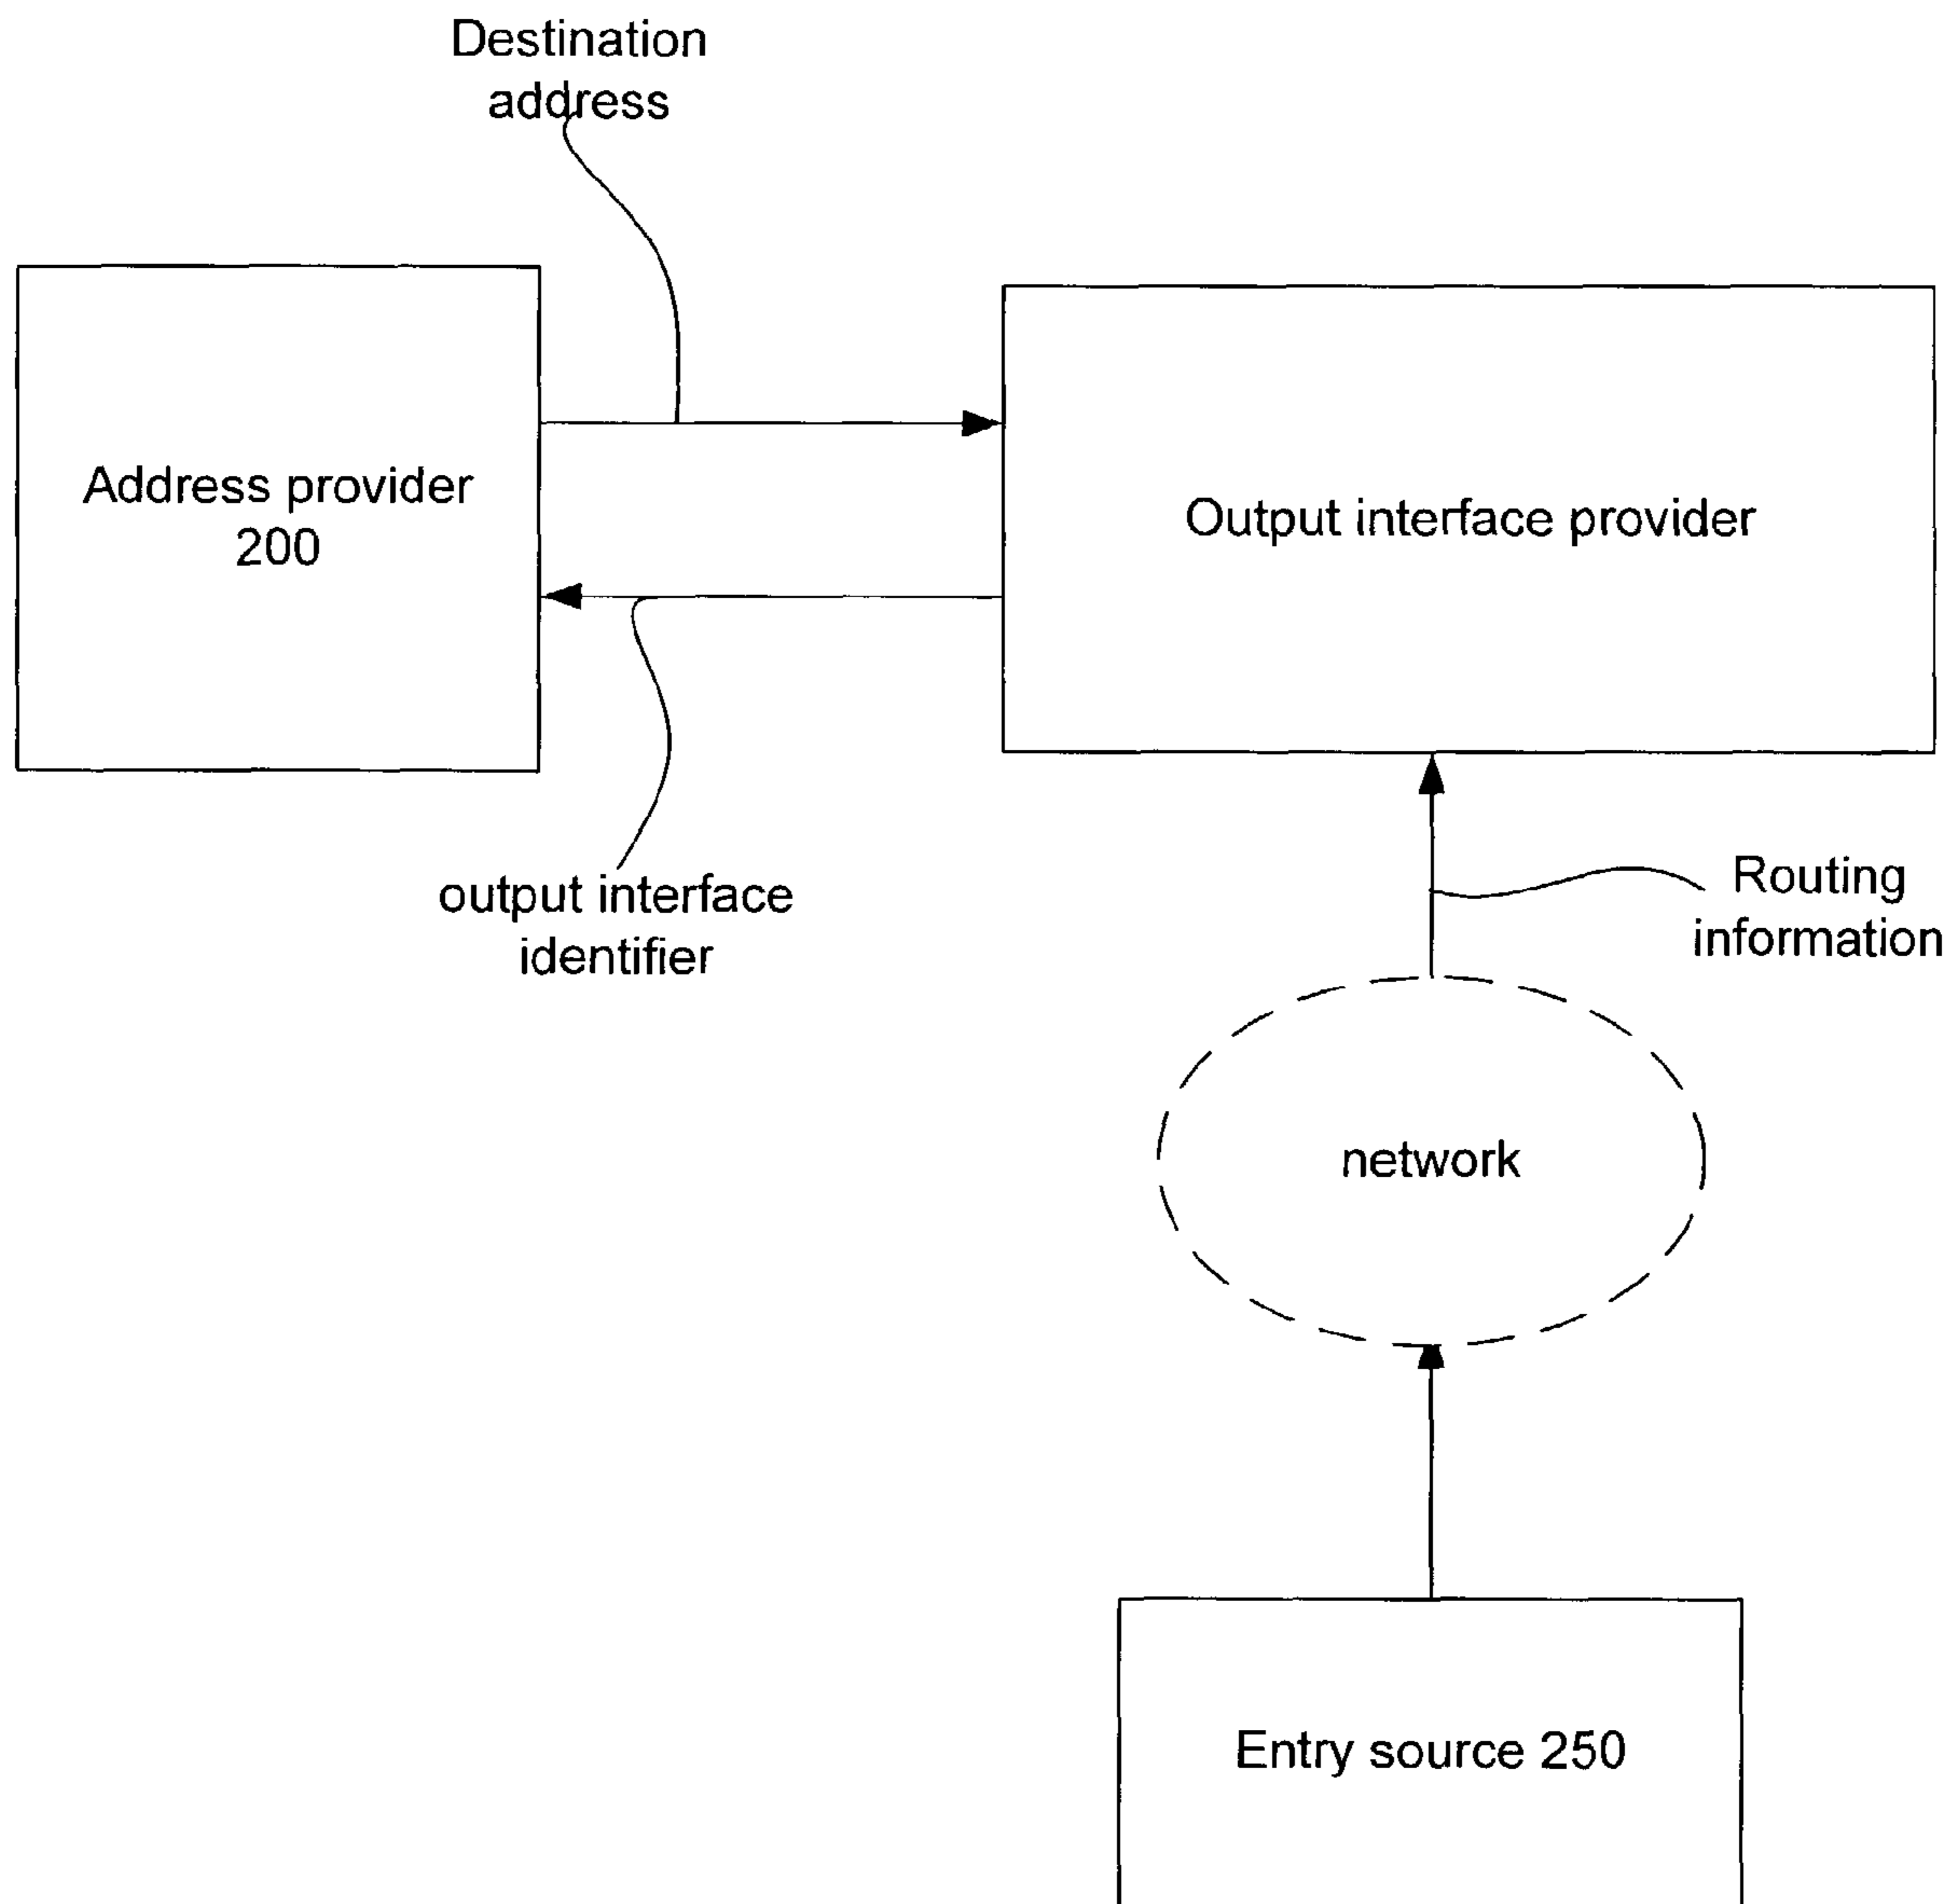 Destination
address
Address provider
200
Output interface provider
output interface
identifier
Routing
information
network
Entry source 250